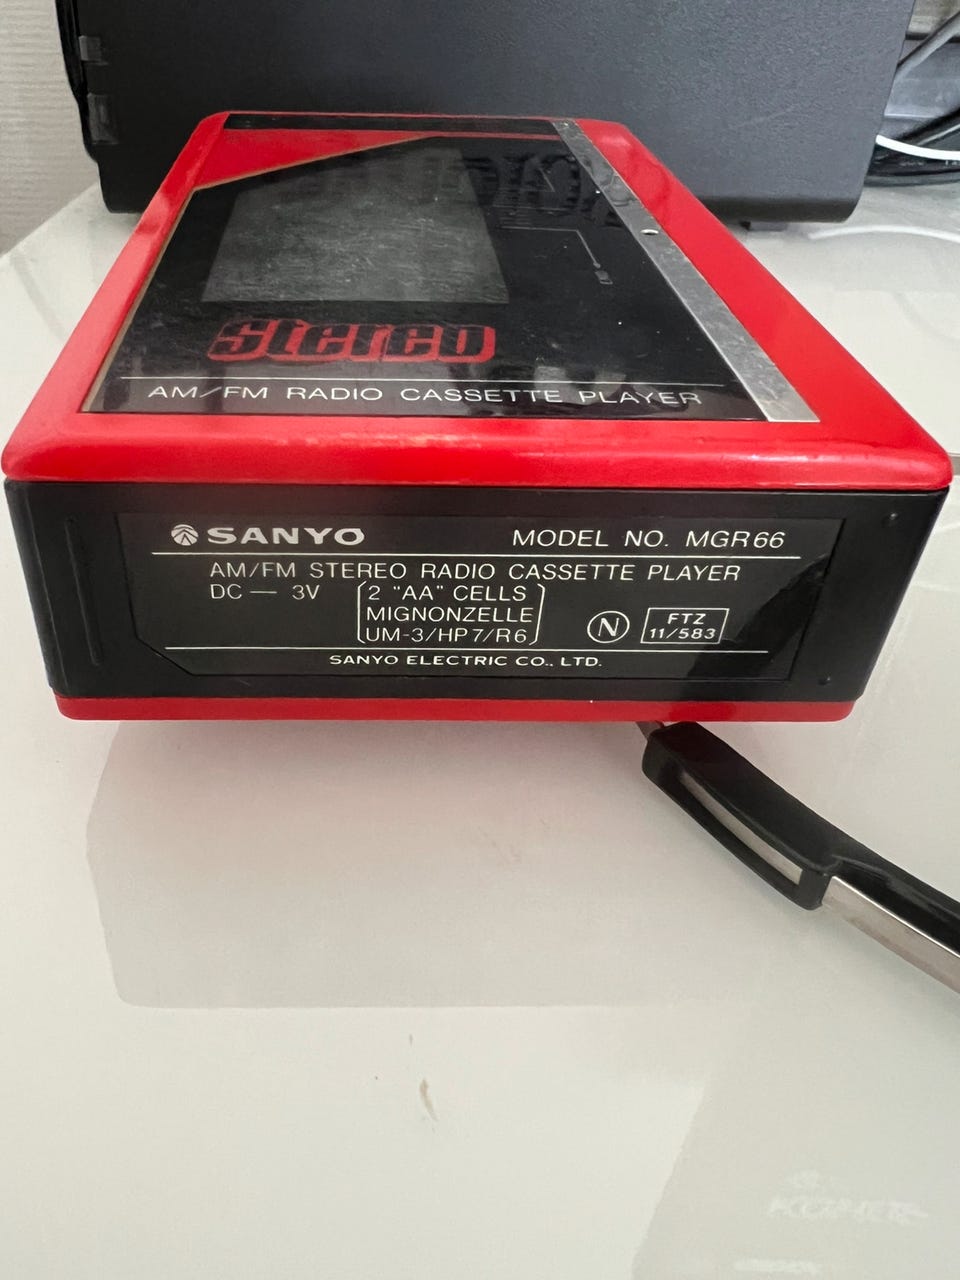 stereo
AM/FM RADIO CASSETTE PLAYER
SANYO MODEL NO. MGR66
AM/FM STEREO RADIO CASSETTE PLAYER
DC — 3V 2 "AA" CELLS
MIGNONZELLE
UM-3/HP7/R6
N FTZ
11/583
SANYO ELECTRIC CO., LTD.